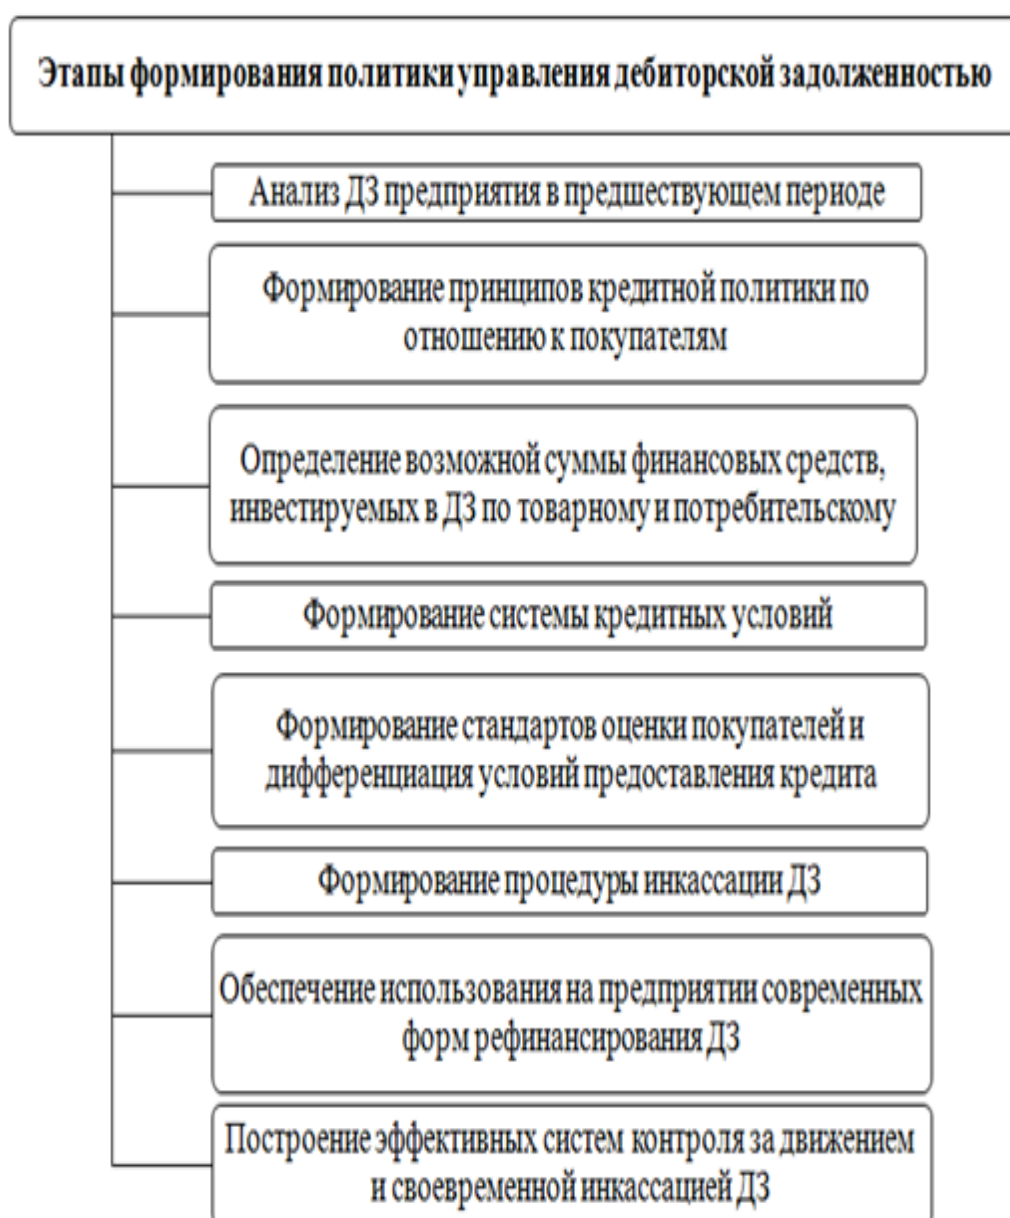 Этапы формирования политики управления дебиторской задолженностью
Анализ ДЗ предприятия в предшествующем периоде
Формирование принципов кредитной политики по
отношению к покупателям
Определение возможной суммы финансовых средств,
инвестируемых в ДЗ по товарному и потребительскому
Формирование системы кредитных условий
Формирование стандартов оценки покупателей и
дифференциация условий предоставления кредита
Формирование процедуры инкассации ДЗ
Обеспечение использования на предприятии современных
форм рефинансирования ДЗ
Построение эффективных систем контроля за движением
и своевременной инкассацией ДЗ